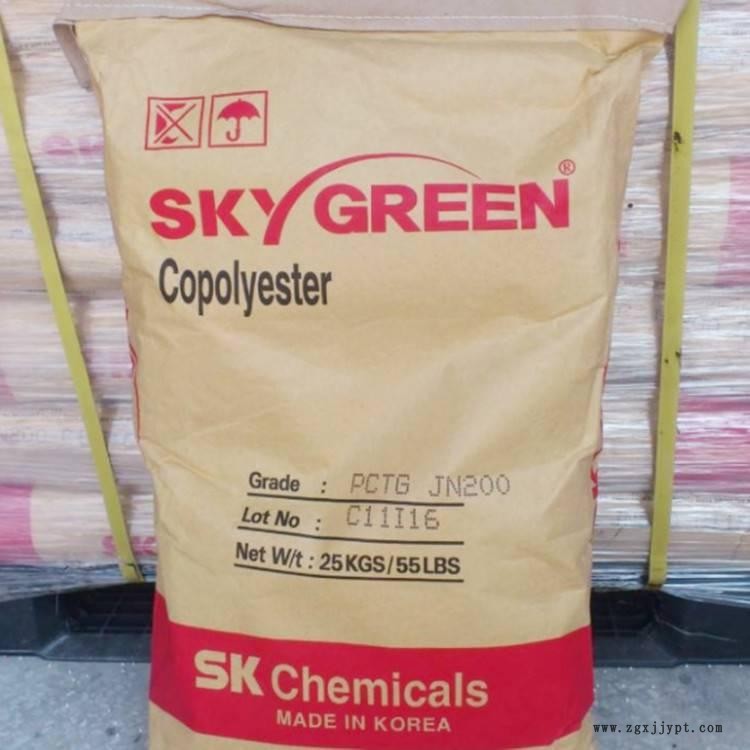 SKYGREEN®
Copolyester
Grade : PCTG JN200
Lot No : C11I16
Net W/t : 25KGS/55LBS
SK Chemicals
MADE IN KOREA
www.zgxjjypt.com